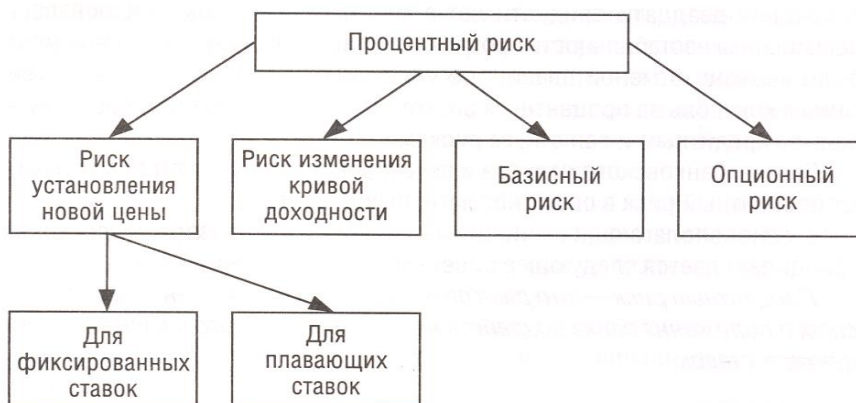 Процентный риск
Риск
установления
новой цены
Риск изменения
кривой
доходности
Базисный
риск
Опционный
риск
Для
фиксированных
ставок
Для
плавающих
ставок